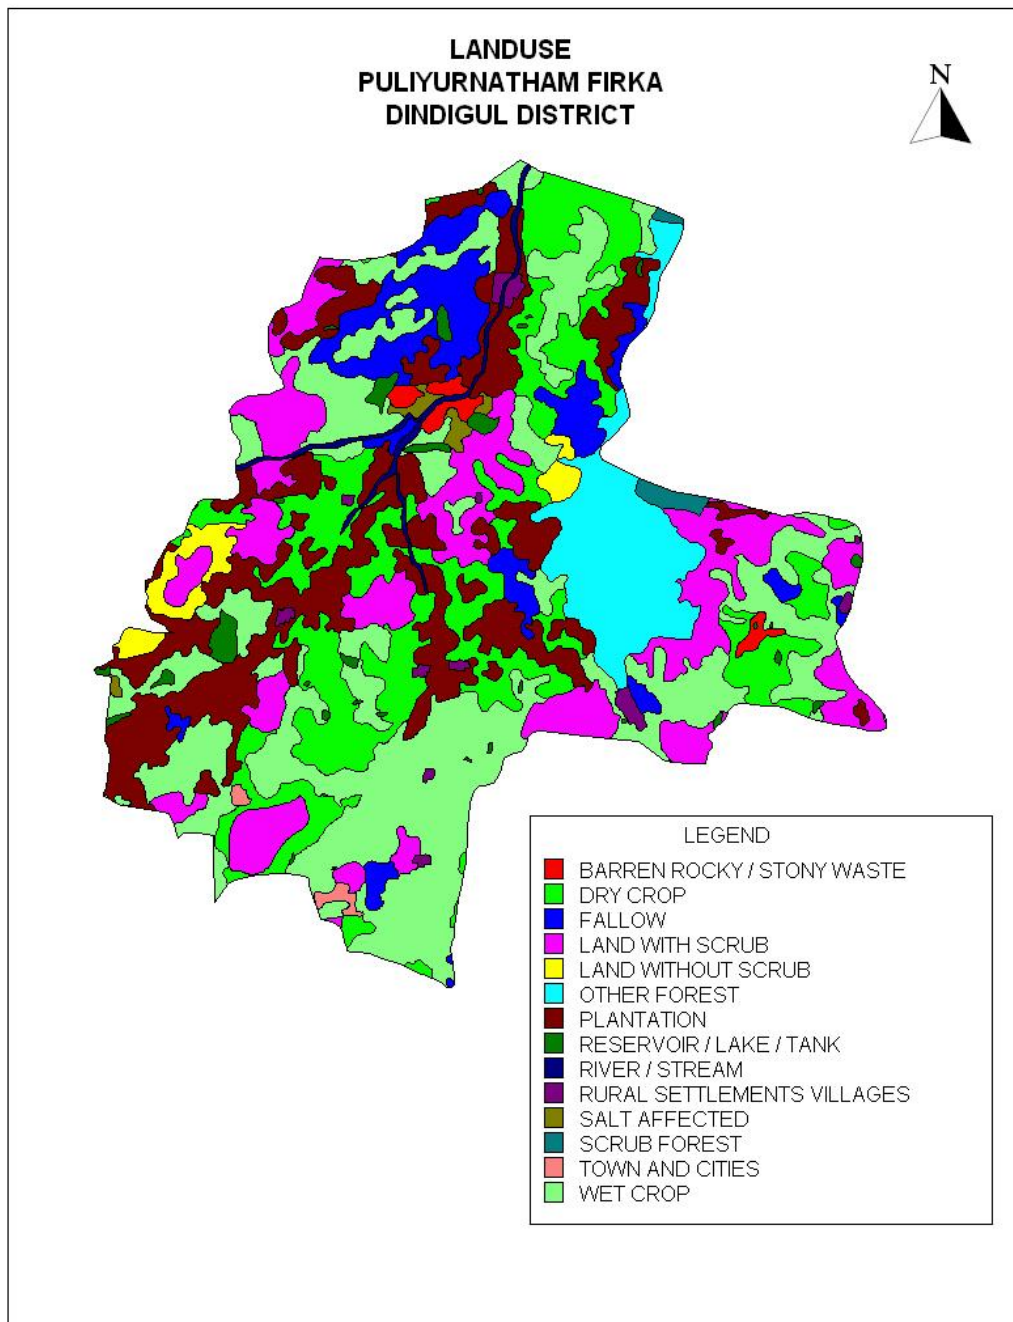 LANDUSE
PULIYURNATHAM FIRKA
DINDIGUL DISTRICT
N
LEGEND
BARREN ROCKY / STONY WASTE
DRY CROP
FALLOW
LAND WITH SCRUB
LAND WITHOUT SCRUB
OTHER FOREST
PLANTATION
RESERVOIR / LAKE / TANK
RIVER / STREAM
RURAL SETTLEMENTS VILLAGES
SALT AFFECTED
SCRUB FOREST
TOWN AND CITIES
WET CROP